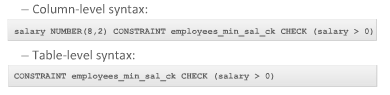 – Column-level syntax:
salary NUMBER(8,2) CONSTRAINT employees_min_sal_ck CHECK (salary > 0)
– Table-level syntax:
CONSTRAINT employees_min_sal_ck CHECK (salary > 0)